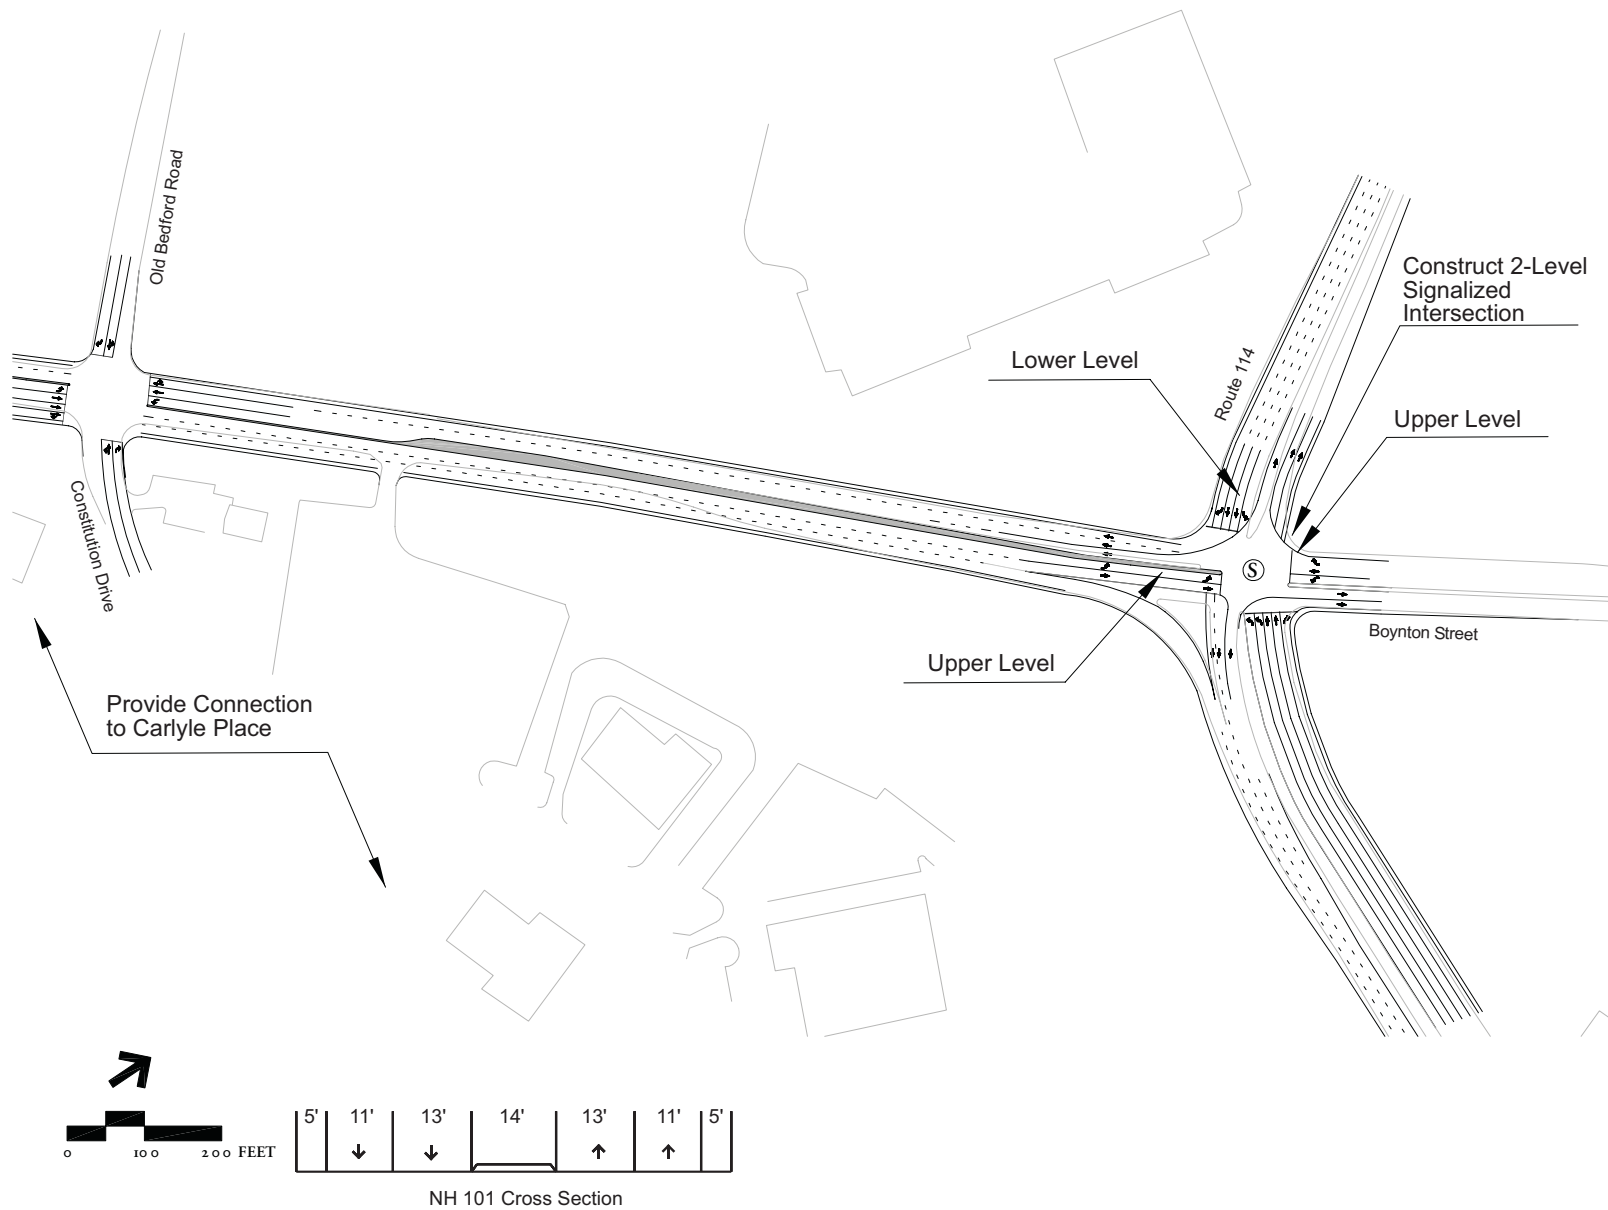 Old Bedford Road
Construct 2-Level
Signalized
Intersection
Lower Level
Route 114
Upper Level
Constitution Drive
S
Boynton Street
Upper Level
Provide Connection
to Carlyle Place
0 100 200 FEET
5' 11' 13' 14' 13' 11' 5'
NH 101 Cross Section